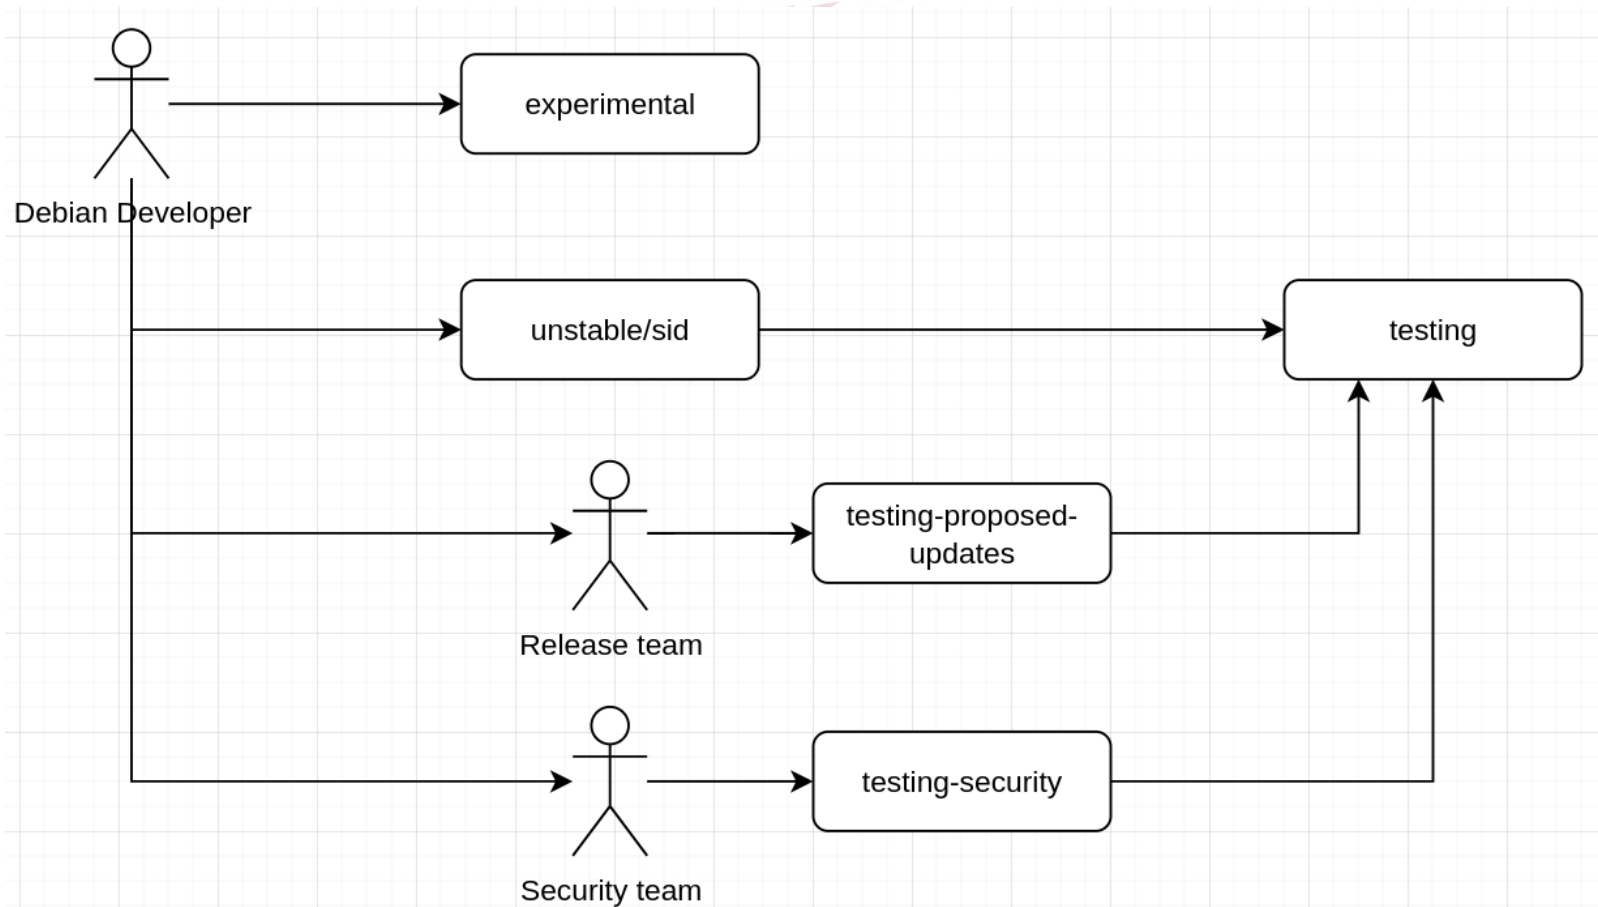 experimental
Debian Developer
unstable/sid
testing
testing-proposed-
updates
Release team
testing-security
Security team